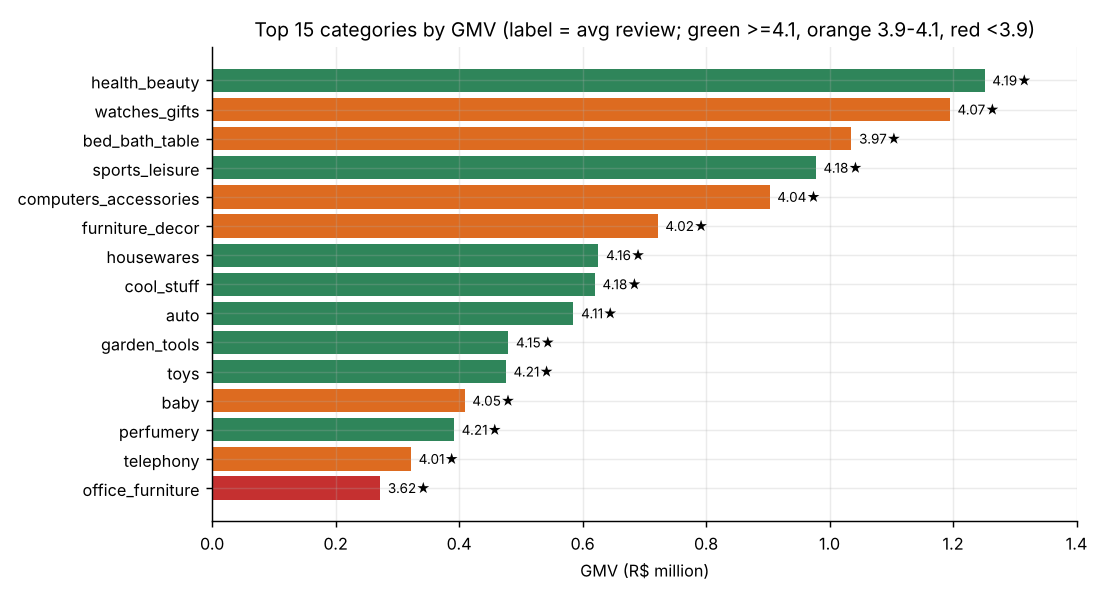 Top 15 categories by GMV (label = avg review; green >=4.1, orange 3.9-4.1, red <3.9)
health_beauty 4.19★
watches_gifts 4.07★
bed_bath_table 3.97★
sports_leisure 4.18★
computers_accessories 4.04★
furniture_decor 4.02★
housewares 4.16★
cool_stuff 4.18★
auto 4.11★
garden_tools 4.15★
toys 4.21★
baby 4.05★
perfumery 4.21★
telephony 4.01★
office_furniture 3.62★
0.0 0.2 0.4 0.6 0.8 1.0 1.2 1.4
GMV (R$ million)